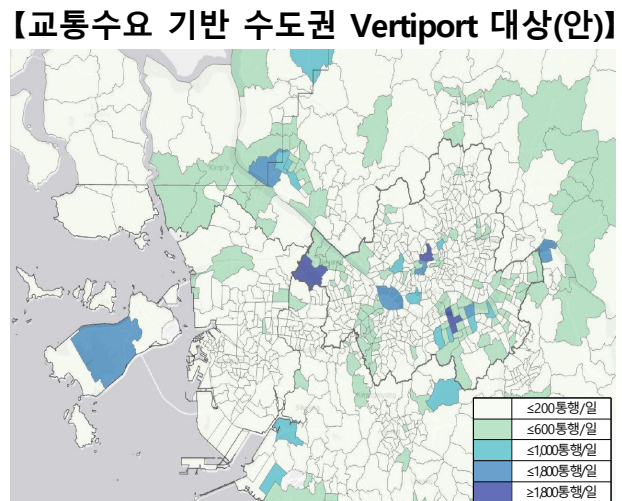 【교통수요 기반 수도권 Vertiport 대상(안)】
≤200통행/일
≤600통행/일
≤1,000통행/일
≤1,800통행/일
≥1,800통행/일